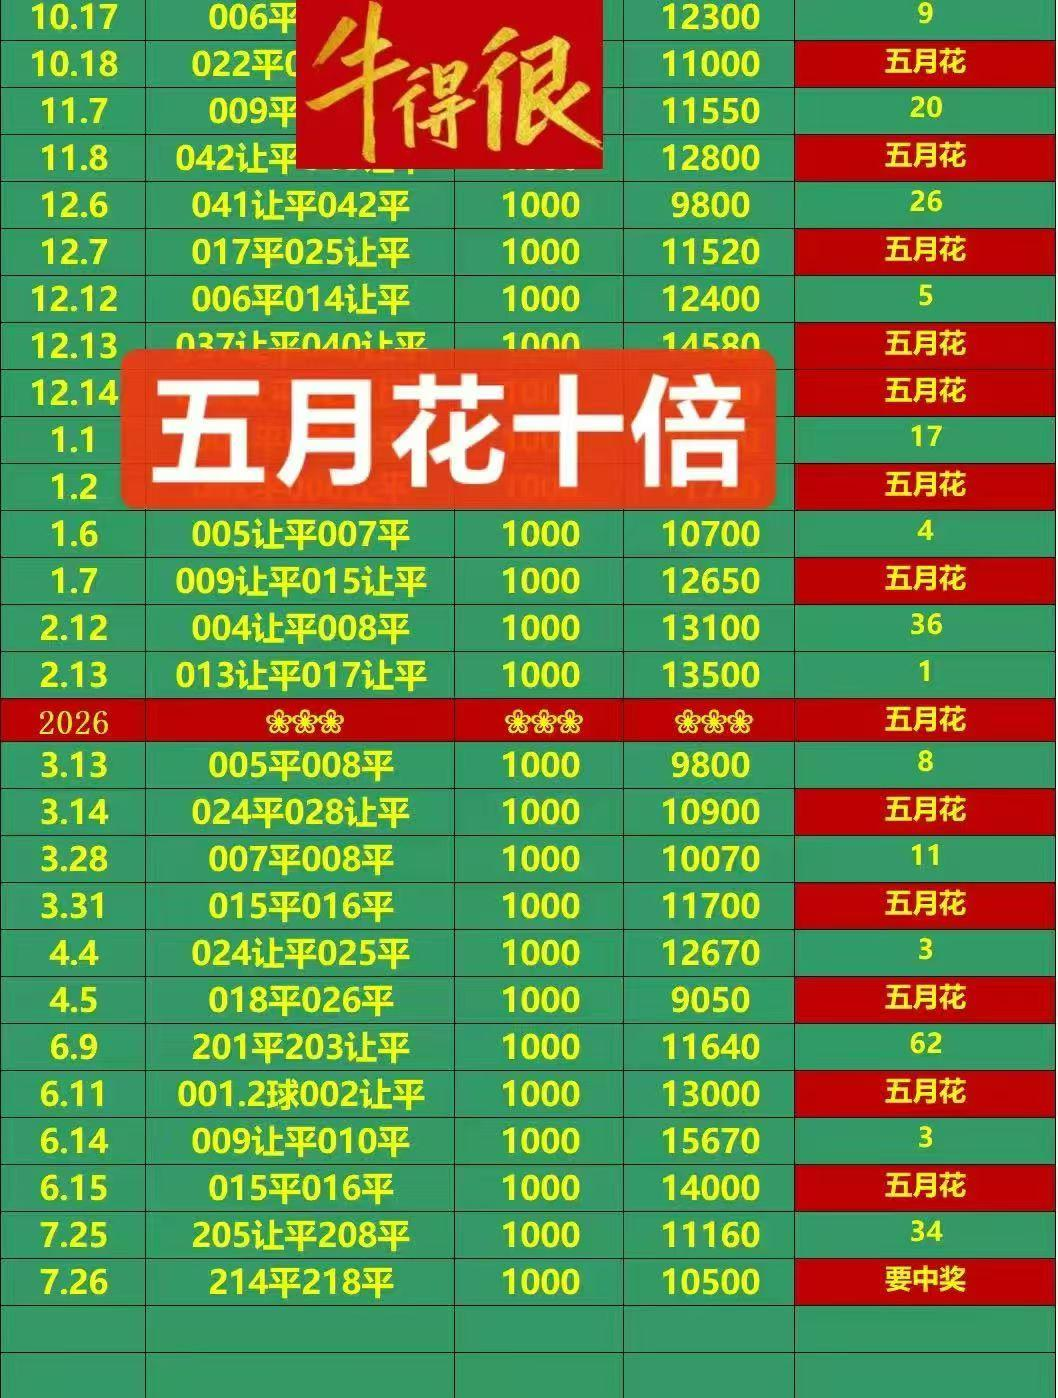 10.17 006平 12300 9
牛得很
10.18 022平 11000 五月花
11.7 009平 11550 20
11.8 042让平 12800 五月花
12.6 041让平042平 1000 9800 26
12.7 017平025让平 1000 11520 五月花
12.12 006平014让平 1000 12400 5
12.13 037让平040让平 1000 14580 五月花
12.14 五月花
五月花十倍
1.1 17
1.2 五月花
1.6 005让平007平 1000 10700 4
1.7 009让平015让平 1000 12650 五月花
2.12 004让平008平 1000 13100 36
2.13 013让平017让平 1000 13500 1
2026 ❀❀❀ ❀❀❀ ❀❀❀ 五月花
3.13 005平008平 1000 9800 8
3.14 024平028让平 1000 10900 五月花
3.28 007平008平 1000 10070 11
3.31 015平016平 1000 11700 五月花
4.4 024让平025平 1000 12670 3
4.5 018平026平 1000 9050 五月花
6.9 201平203让平 1000 11640 62
6.11 001.2球002让平 1000 13000 五月花
6.14 009让平010平 1000 15670 3
6.15 015平016平 1000 14000 五月花
7.25 205让平208平 1000 11160 34
7.26 214平218平 1000 10500 要中奖